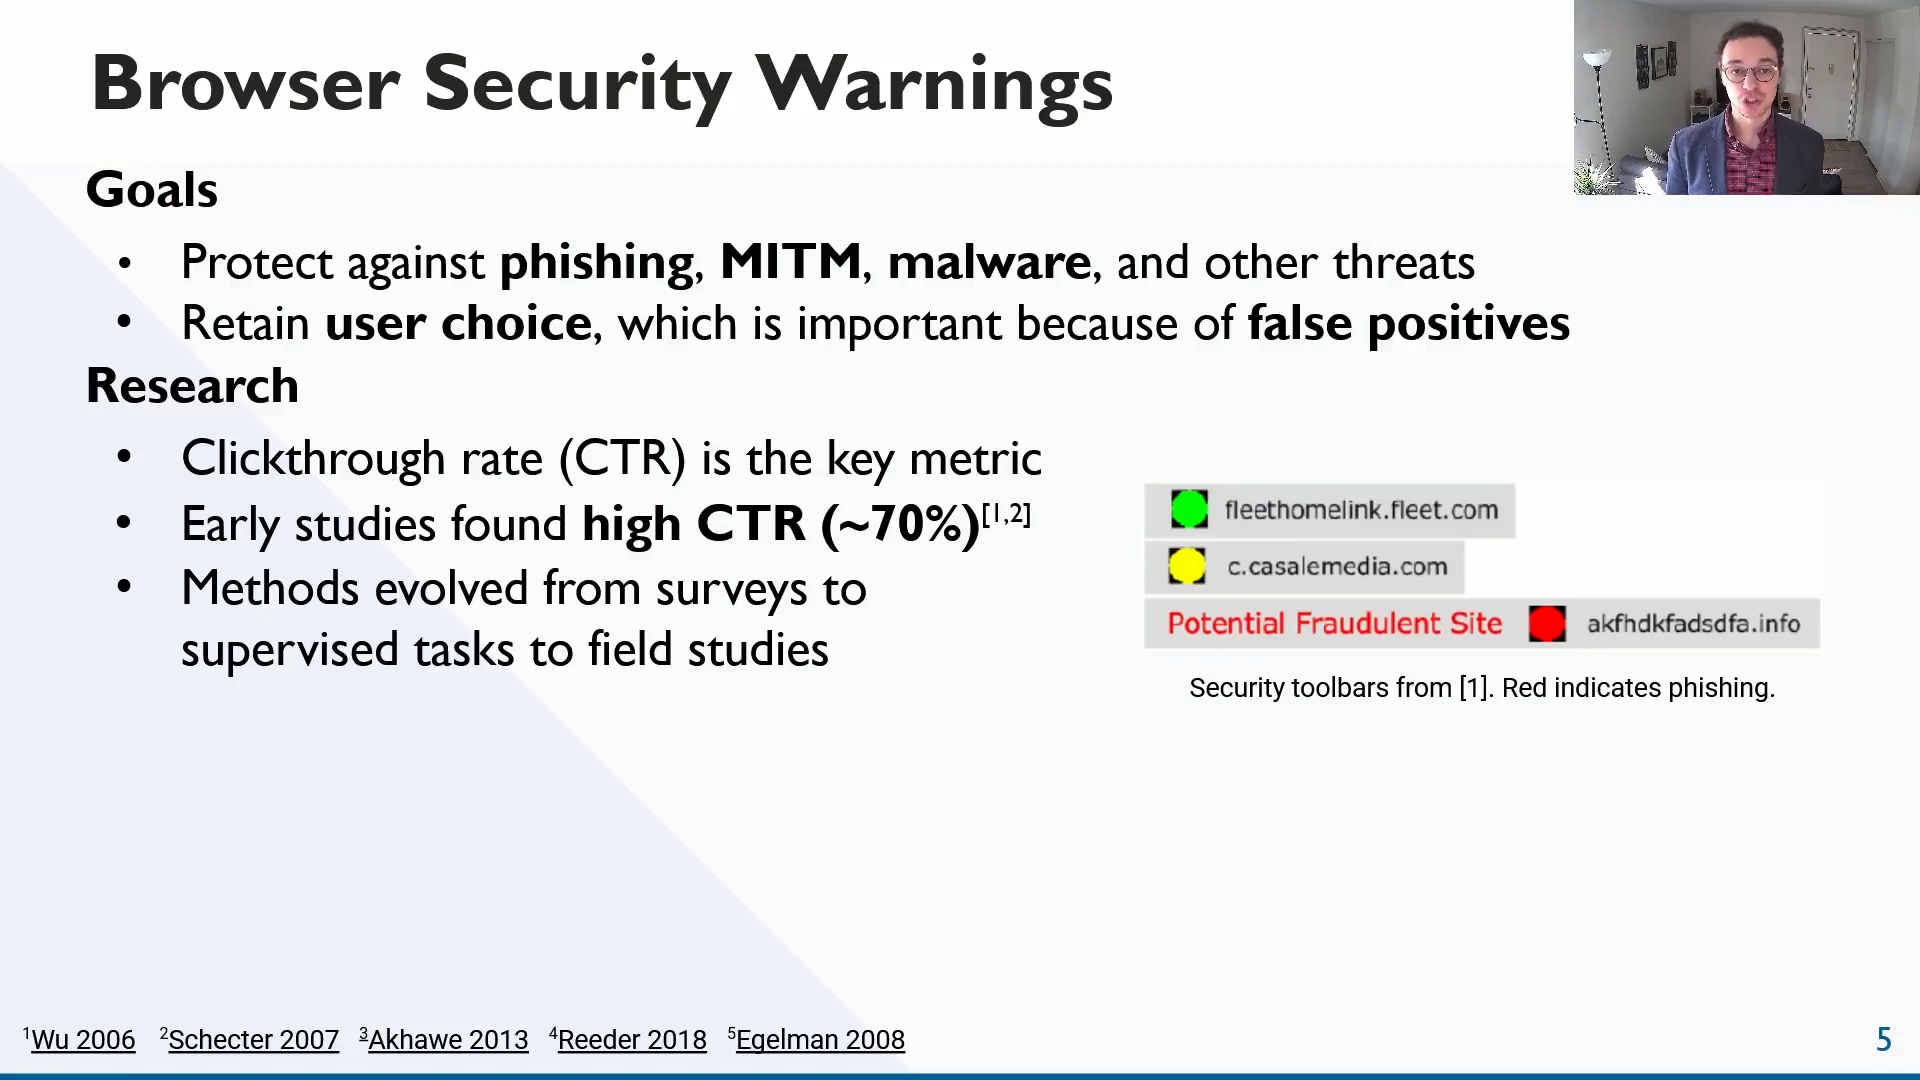 Browser Security Warnings
Goals
• Protect against phishing, MITM, malware, and other threats
• Retain user choice, which is important because of false positives
Research
• Clickthrough rate (CTR) is the key metric
• Early studies found high CTR (~70%)[1,2]
• Methods evolved from surveys to
supervised tasks to field studies
fleethomelink.fleet.com
c.casalemedia.com
Potential Fraudulent Site akfhdkfadsdfa.info
Security toolbars from [1]. Red indicates phishing.
1Wu 2006 2Schecter 2007 3Akhawe 2013 4Reeder 2018 5Egelman 2008
5